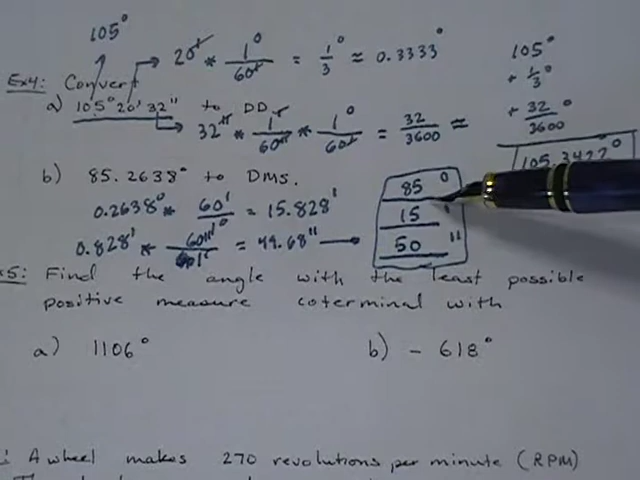 105°
20' * 1°/60' = 1/3° ≈ 0.3333°
105°
+ 1/3°
+ 32/3600°
105.3422°
Ex4: Convert
a) 105°20'32" to DD
32" * 1'/60" * 1°/60' = 32/3600 ≈
b) 85.2638° to DMS.
0.2638° * 60'/1° = 15.828'
0.828' * 60"/1' = 49.68"
85°
15'
50"
x5: Find the angle with the least possible
positive measure coterminal with
a) 1106°
b) - 618°
: A wheel makes 270 revolutions per minute (RPM)